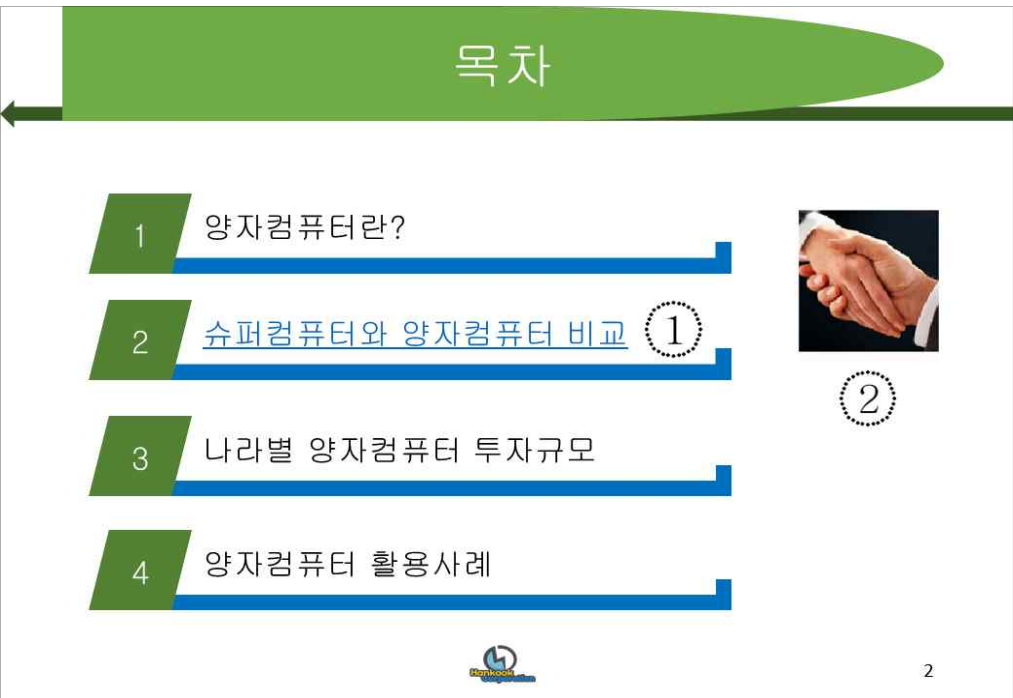 목차
1 양자컴퓨터란?
2 슈퍼컴퓨터와 양자컴퓨터 비교 ①
②
3 나라별 양자컴퓨터 투자규모
4 양자컴퓨터 활용사례
Hankook
Corporation
2